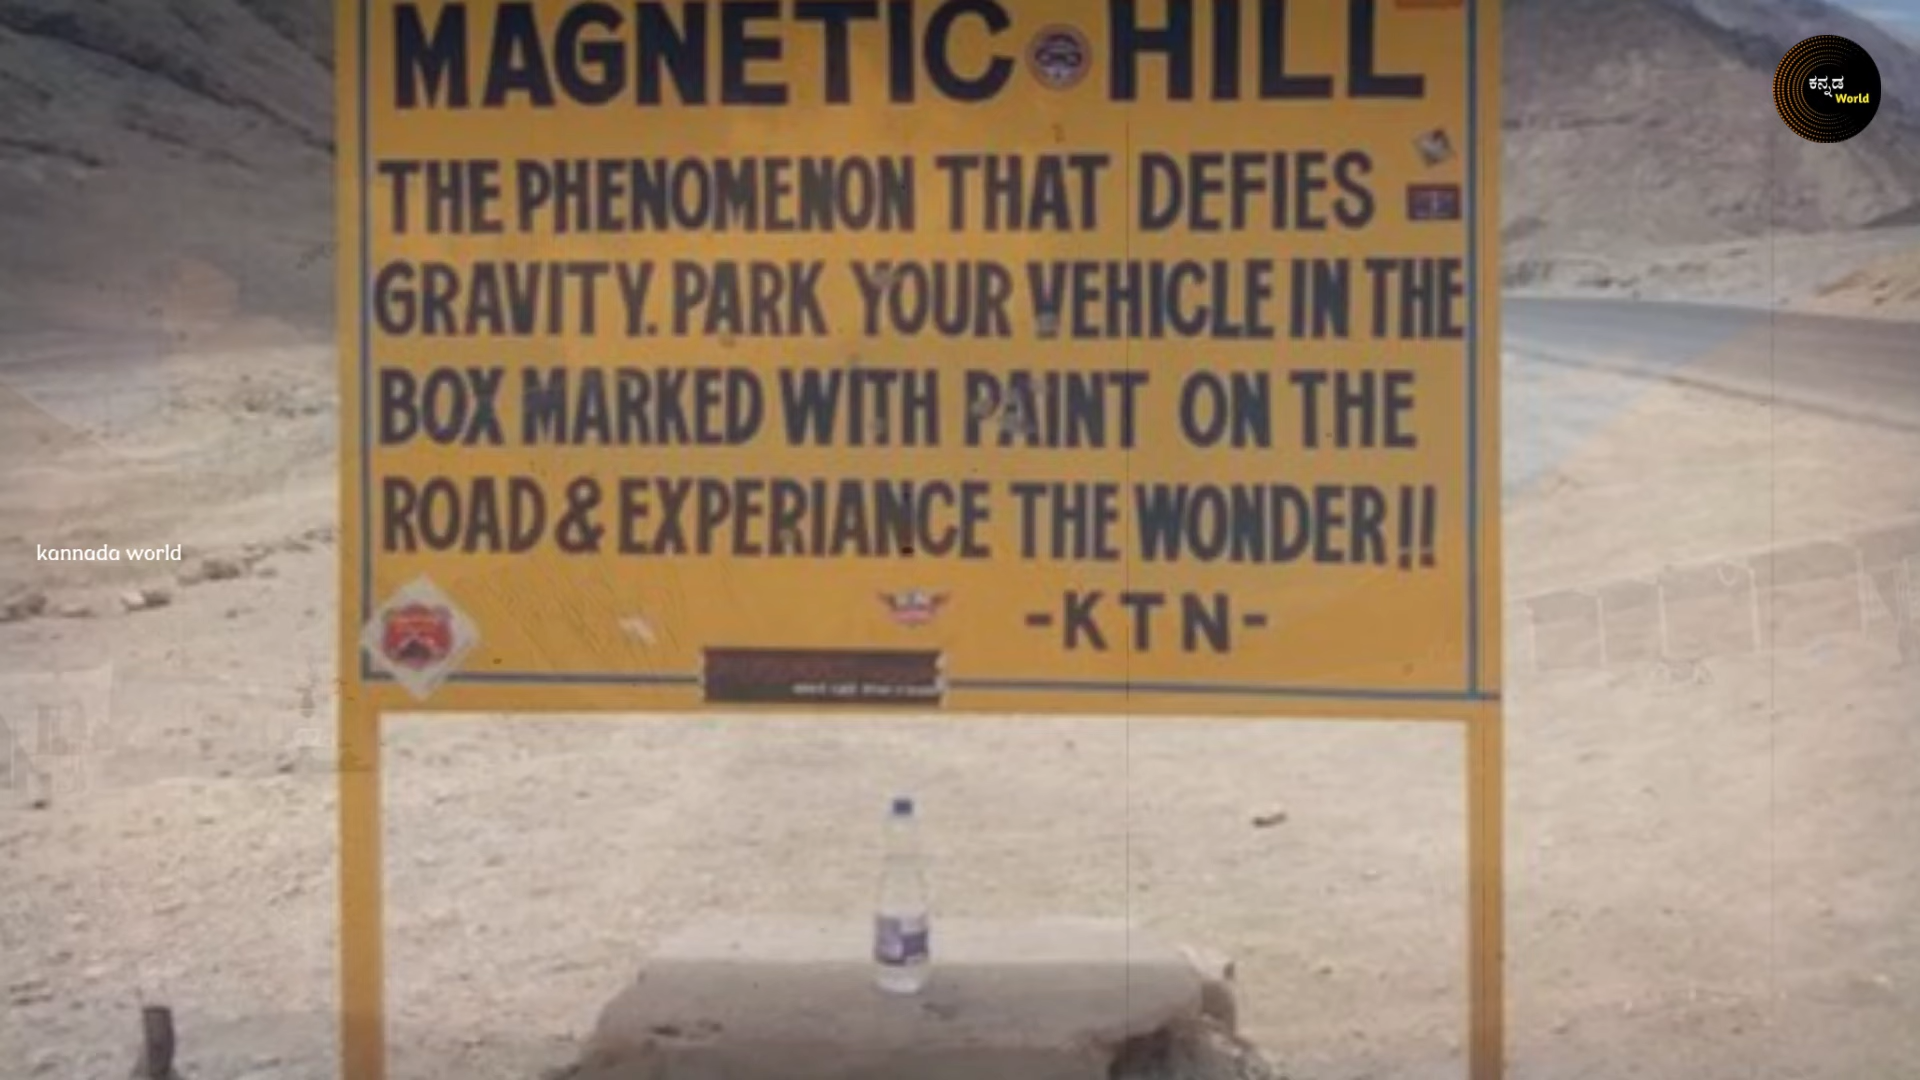 MAGNETIC HILL
THE PHENOMENON THAT DEFIES
GRAVITY. PARK YOUR VEHICLE IN THE
BOX MARKED WITH PAINT ON THE
ROAD & EXPERIANCE THE WONDER!!
-KTN-
ಕನ್ನಡ
World
kannada world